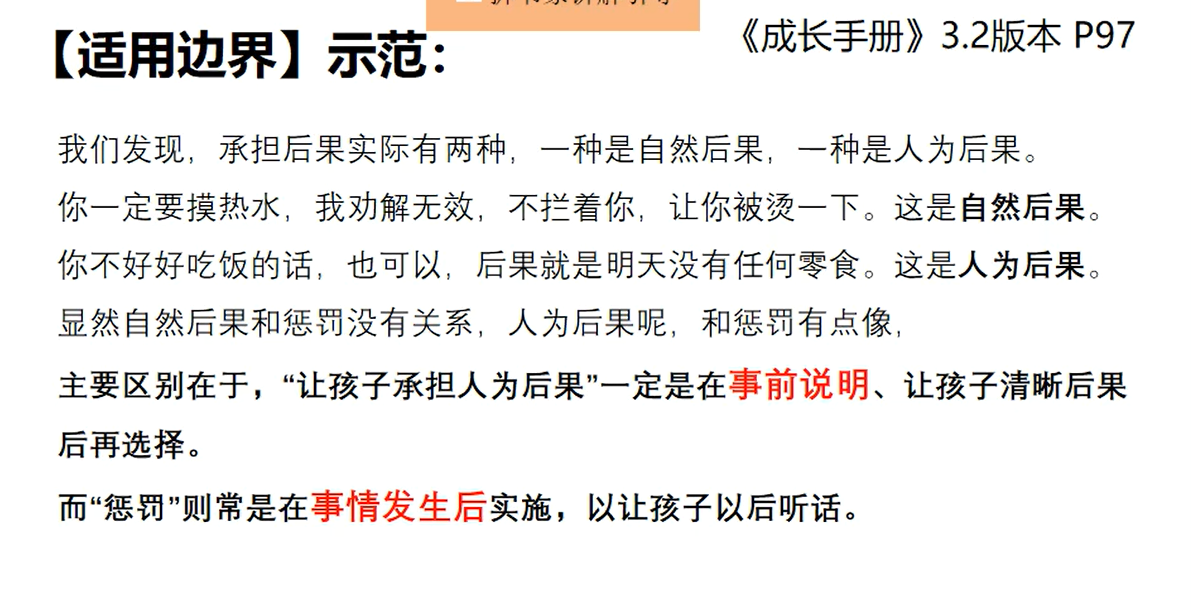 【适用边界】示范：
《成长手册》3.2版本 P97
我们发现，承担后果实际有两种，一种是自然后果，一种是人为后果。
你一定要摸热水，我劝解无效，不拦着你，让你被烫一下。这是自然后果。
你不好好吃饭的话，也可以，后果就是明天没有任何零食。这是人为后果。
显然自然后果和惩罚没有关系，人为后果呢，和惩罚有点像，
主要区别在于，“让孩子承担人为后果”一定是在事前说明、让孩子清晰后果
后再选择。
而“惩罚”则常是在事情发生后实施，以让孩子以后听话。